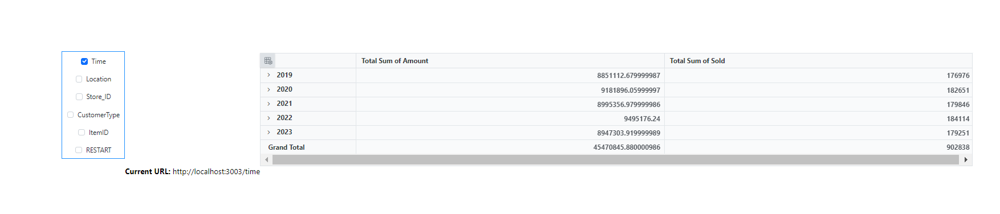 Time
Location
Store_ID
CustomerType
ItemID
RESTART
Current URL: http://localhost:3003/time
Total Sum of Amount Total Sum of Sold
2019 8851112.679999987 176976
2020 9181896.05999997 182651
2021 8995356.979999986 179846
2022 9495176.24 184114
2023 8947303.919999989 179251
Grand Total 45470845.880000986 902838